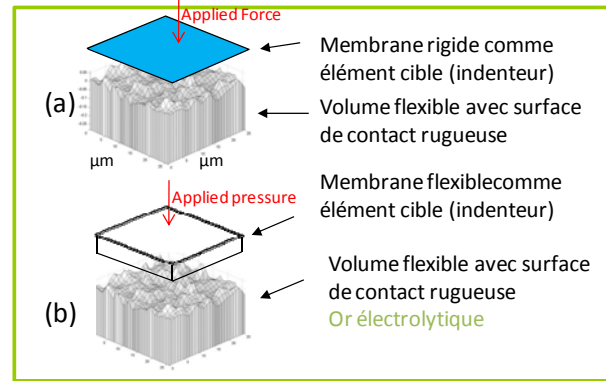 Applied Force
Membrane rigide comme
élément cible (indenteur)
(a)
Volume flexible avec surface
de contact rugueuse
µm
µm
Applied pressure
Membrane flexiblecomme
élément cible (indenteur)
(b)
Volume flexible avec surface
de contact rugueuse
Or électrolytique